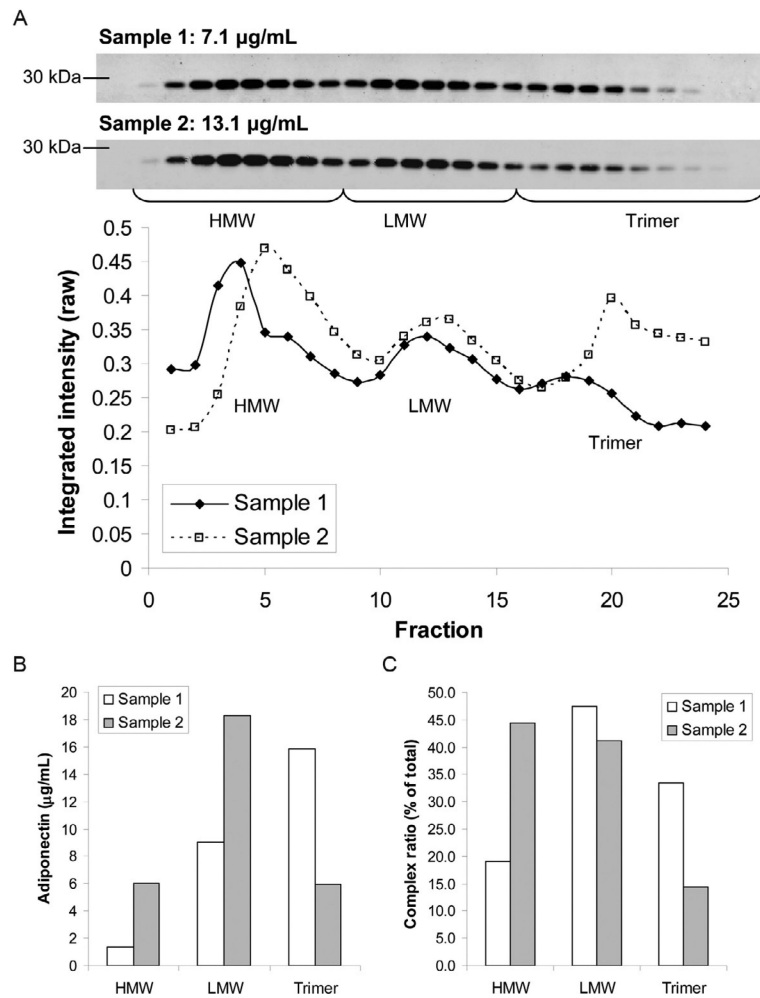 A
Sample 1: 7.1 µg/mL
30 kDa
Sample 2: 13.1 µg/mL
30 kDa
HMW LMW Trimer
Integrated intensity (raw)
0.5
0.45
0.4
0.35
0.3
0.25
0.2
0.15
0.1
0.05
0
HMW
LMW
Trimer
Sample 1
Sample 2
0 5 10 15 20 25
Fraction
B
Adiponectin (µg/mL)
20
18
16
14
12
10
8
6
4
2
0
Sample 1
Sample 2
HMW LMW Trimer
C
Complex ratio (% of total)
50.0
45.0
40.0
35.0
30.0
25.0
20.0
15.0
10.0
5.0
0.0
Sample 1
Sample 2
HMW LMW Trimer